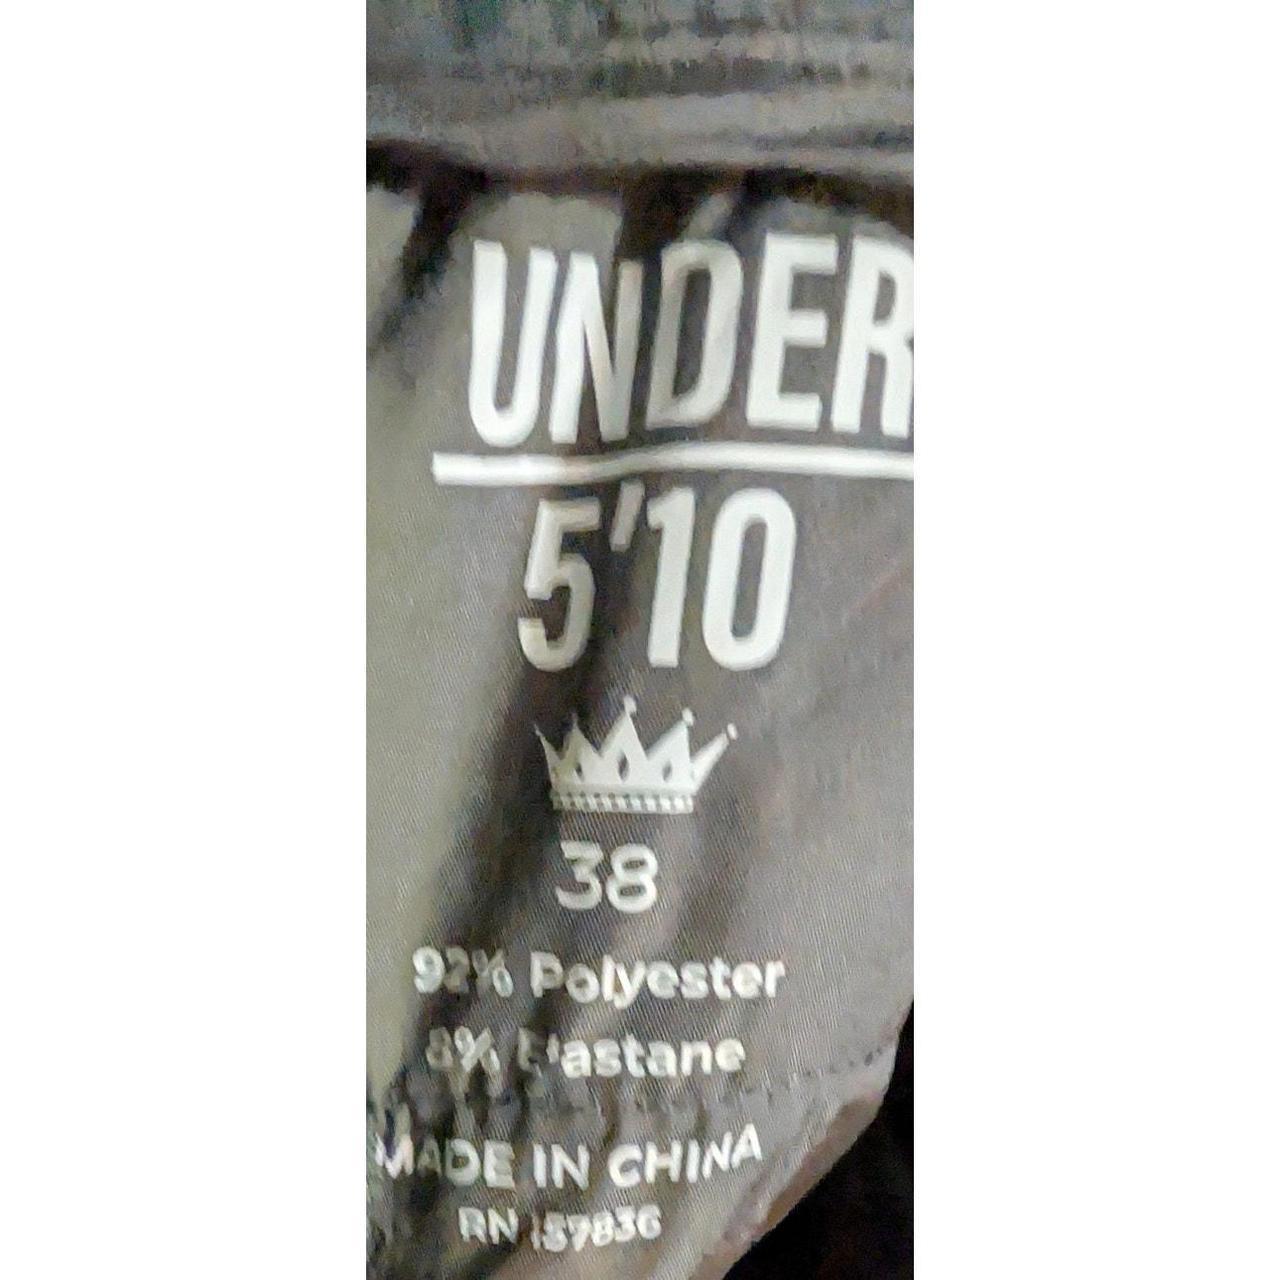 UNDER
5'10
38
92% Polyester
8% Elastane
MADE IN CHINA
RN 157836